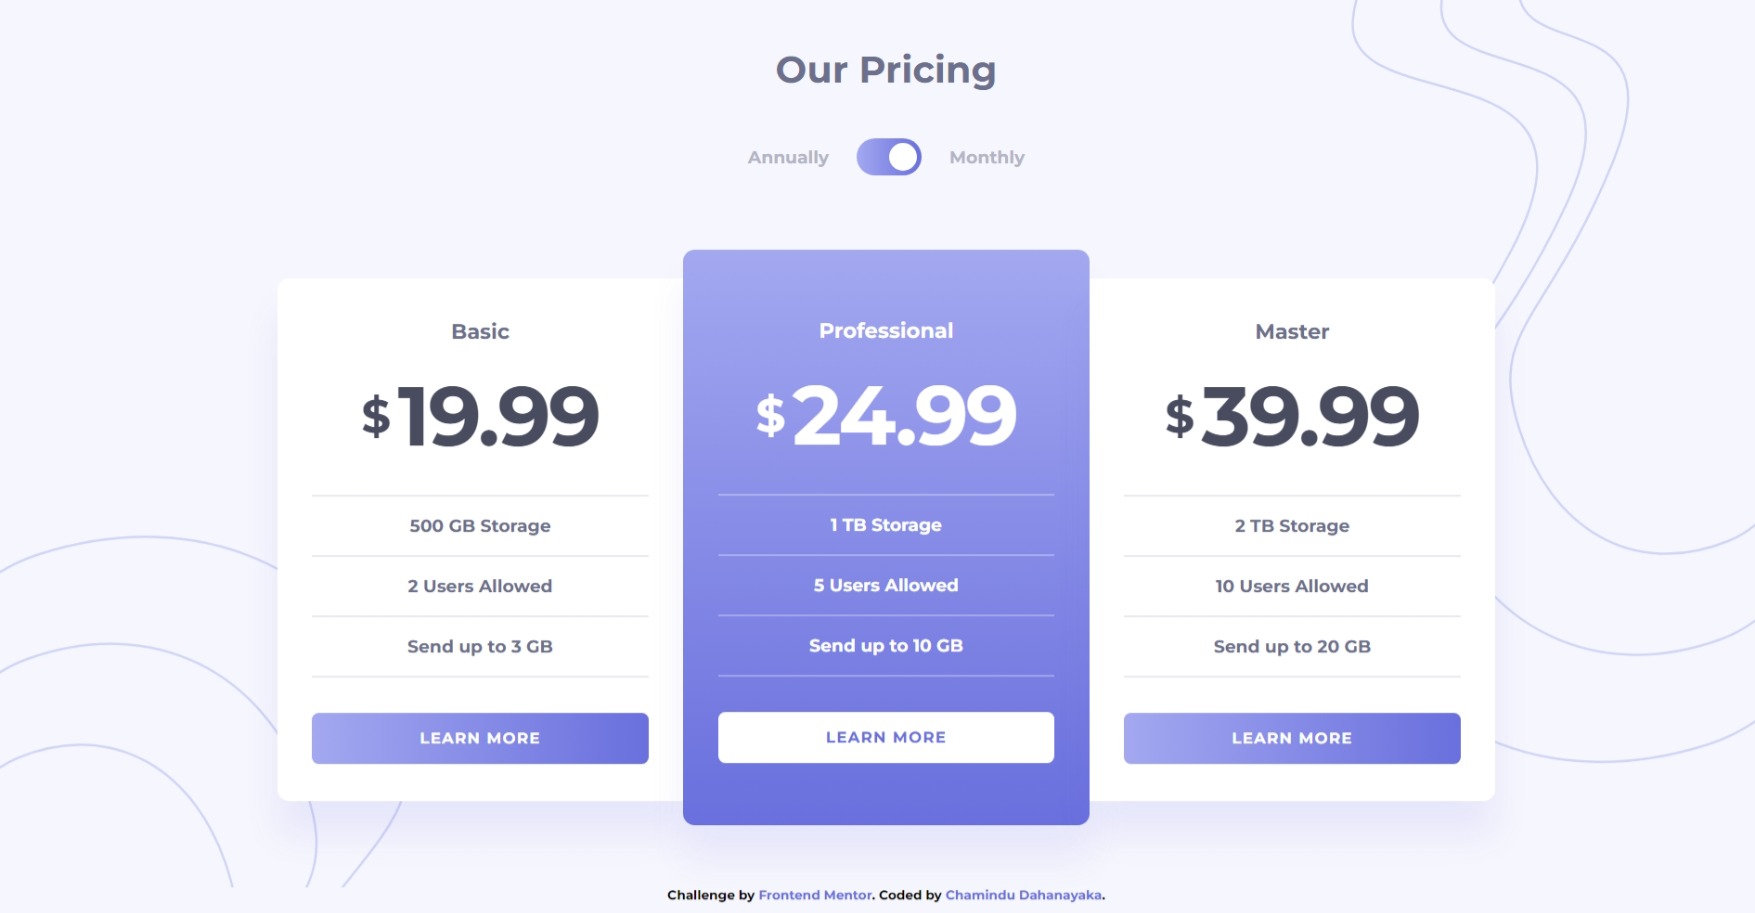 Our Pricing
Annually Monthly
Basic
$19.99
500 GB Storage
2 Users Allowed
Send up to 3 GB
LEARN MORE
Professional
$24.99
1 TB Storage
5 Users Allowed
Send up to 10 GB
LEARN MORE
Master
$39.99
2 TB Storage
10 Users Allowed
Send up to 20 GB
LEARN MORE
Challenge by Frontend Mentor. Coded by Chamindu Dahanayaka.